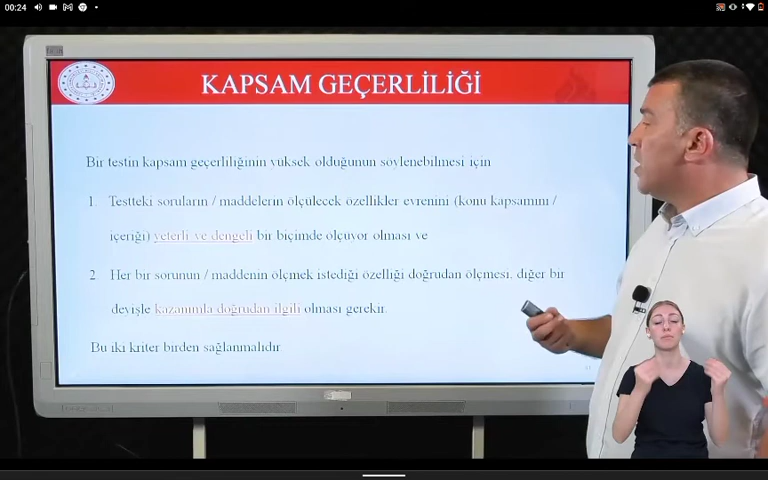 00:24
KAPSAM GEÇERLİLİĞİ
Bir testin kapsam geçerliliğinin yüksek olduğunun söylenebilmesi için
1. Testteki soruların / maddelerin ölçülecek özellikler evrenini (konu kapsamını /
içeriği) yeterli ve dengeli bir biçimde ölçüyor olması ve
2 Her bir sorunun / maddenin ölçmek istediği özelliği doğrudan ölçmesi, diğer bir
deyişle kazanımla doğrudan ilgili olması gerekir.
Bu iki kriter birden sağlanmalıdır